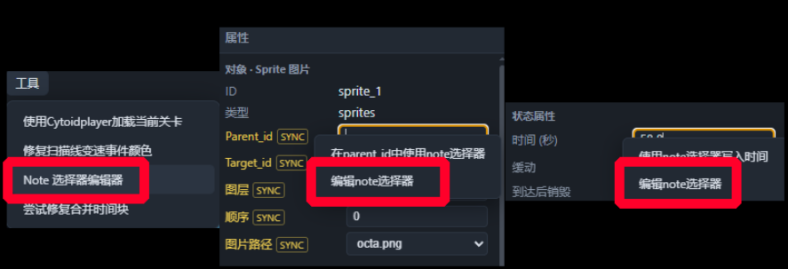 工具
使用Cytoidplayer加载当前关卡
修复扫描线变速事件颜色
Note 选择器编辑器
尝试修复合并时间块
属性
对象 - Sprite 图片
ID sprite_1
类型 sprites
Parent_id SYNC
在parent_id中使用note选择器
Target_id SYNC
编辑note选择器
图层 SYNC
顺序 SYNC 0
图片路径 SYNC octa.png
状态属性
时间 (秒)
使用note选择器写入时间
缓动
编辑note选择器
到达后销毁